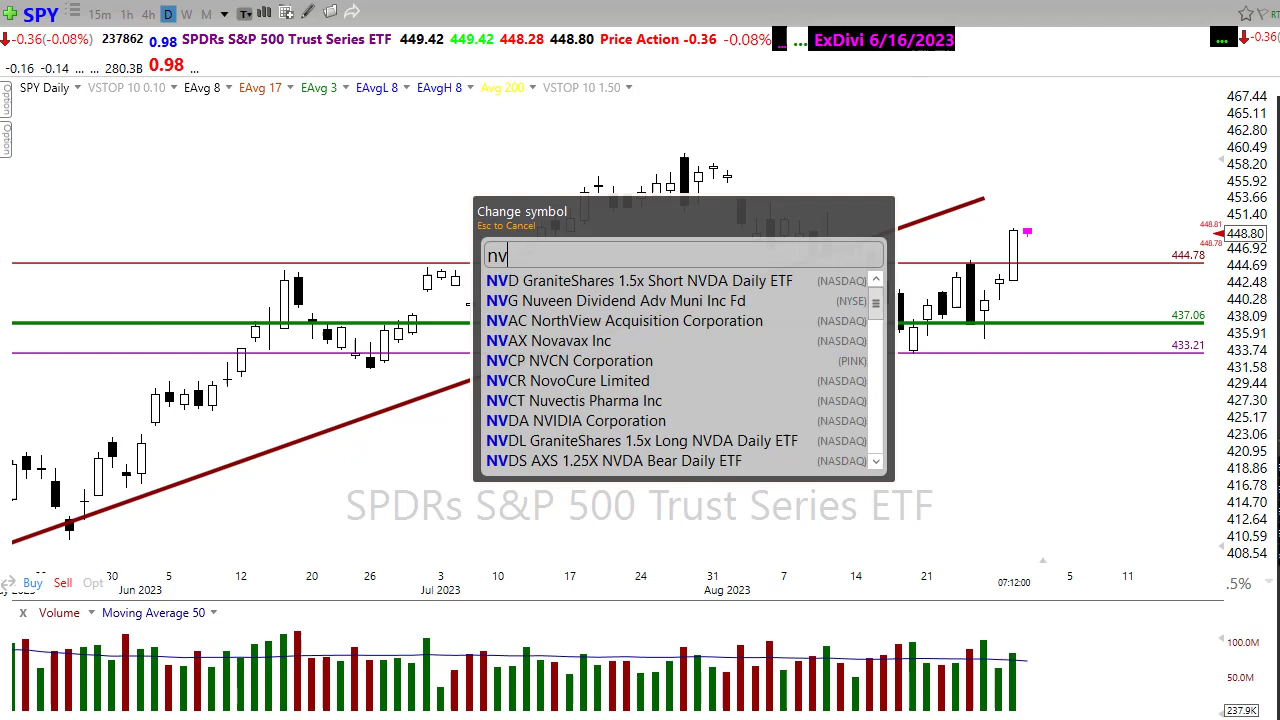 SPY 15m 1h 4h D W M T RT
-0.36(-0.08%) 237862 0.98 SPDRs S&P 500 Trust Series ETF 449.42 449.42 448.28 448.80 Price Action -0.36 -0.08% ... ... ExDivi 6/16/2023 ... -0.36(
-0.16 -0.14 ... ... 280.3B 0.98 ...
SPY Daily VSTOP 10 0.10 EAvg 8 EAvg 17 EAvg 3 EAvgL 8 EAvgH 8 Avg 200 VSTOP 10 1.50
Option
Option
467.44
465.11
462.80
460.49
458.20
455.92
453.66
451.40
448.81
448.80
448.78
446.92
444.78
444.69
442.48
440.28
438.09
437.06
435.91
433.74
433.21
431.58
429.44
427.30
425.17
423.06
420.95
418.86
416.78
414.70
412.64
410.59
408.54
Change symbol
Esc to Cancel
nv
NVD GraniteShares 1.5x Short NVDA Daily ETF (NASDAQ)
NVG Nuveen Dividend Adv Muni Inc Fd (NYSE)
NVAC NorthView Acquisition Corporation (NASDAQ)
NVAX Novavax Inc (NASDAQ)
NVCP NVCN Corporation (PINK)
NVCR NovoCure Limited (NASDAQ)
NVCT Nuvectis Pharma Inc (NASDAQ)
NVDA NVIDIA Corporation (NASDAQ)
NVDL GraniteShares 1.5x Long NVDA Daily ETF (NASDAQ)
NVDS AXS 1.25X NVDA Bear Daily ETF (NASDAQ)
SPDRs S&P 500 Trust Series ETF
30 5 12 20 26 3 10 17 24 31 7 14 21 07:12:00 5 11
Buy Sell Opt .5%
2023 Jun 2023 Jul 2023 Aug 2023
x Volume Moving Average 50
100.0M
50.0M
237.9K